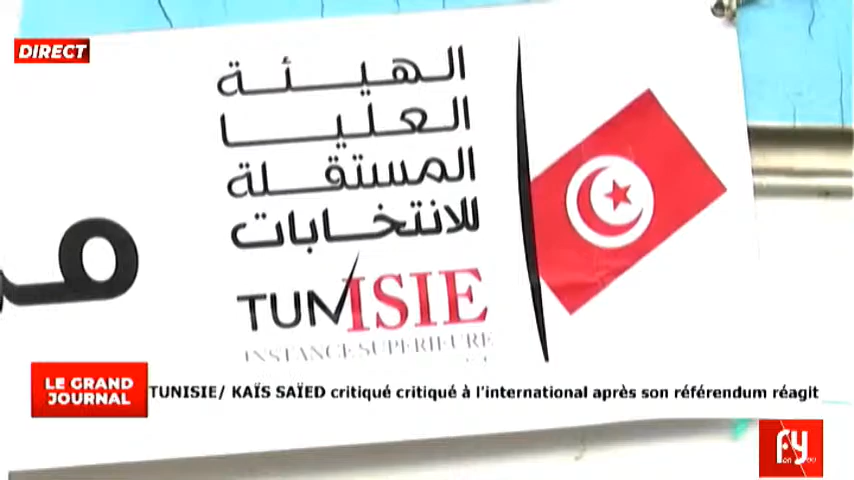 DIRECT
الهيئة
العليا
المستقلة
للانتخابات
TUNISIE
INSTANCE SUPERIEURE
LE GRAND
JOURNAL
TUNISIE/ KAÏS SAÏED critiqué critiqué à l'international après son référendum réagit
fy